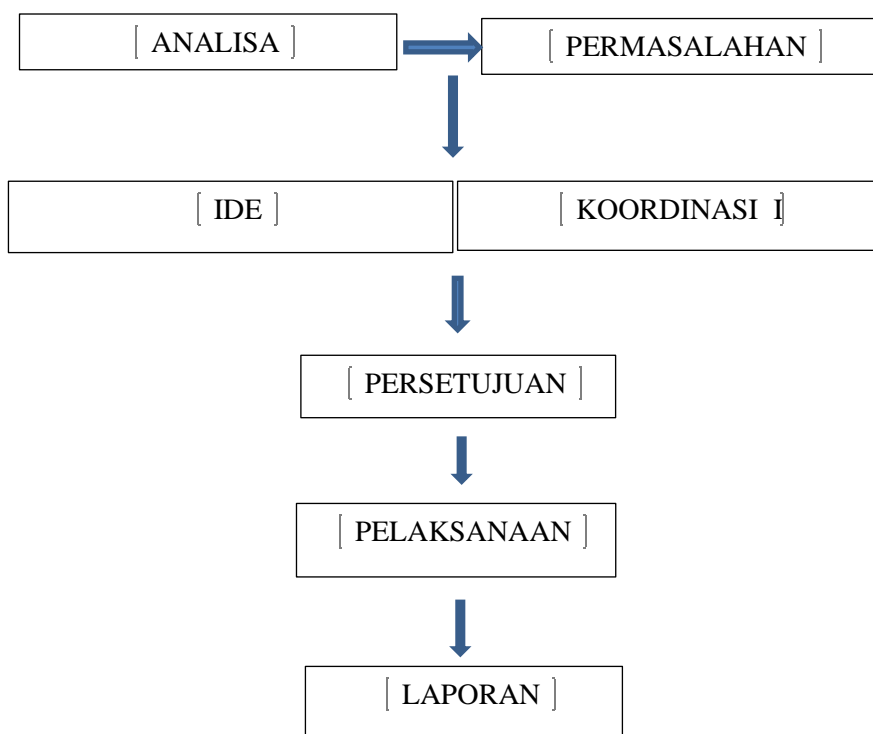 [ ANALISA ]
[ PERMASALAHAN ]
[ IDE ]
[ KOORDINASI I]
[ PERSETUJUAN ]
[ PELAKSANAAN ]
[ LAPORAN ]